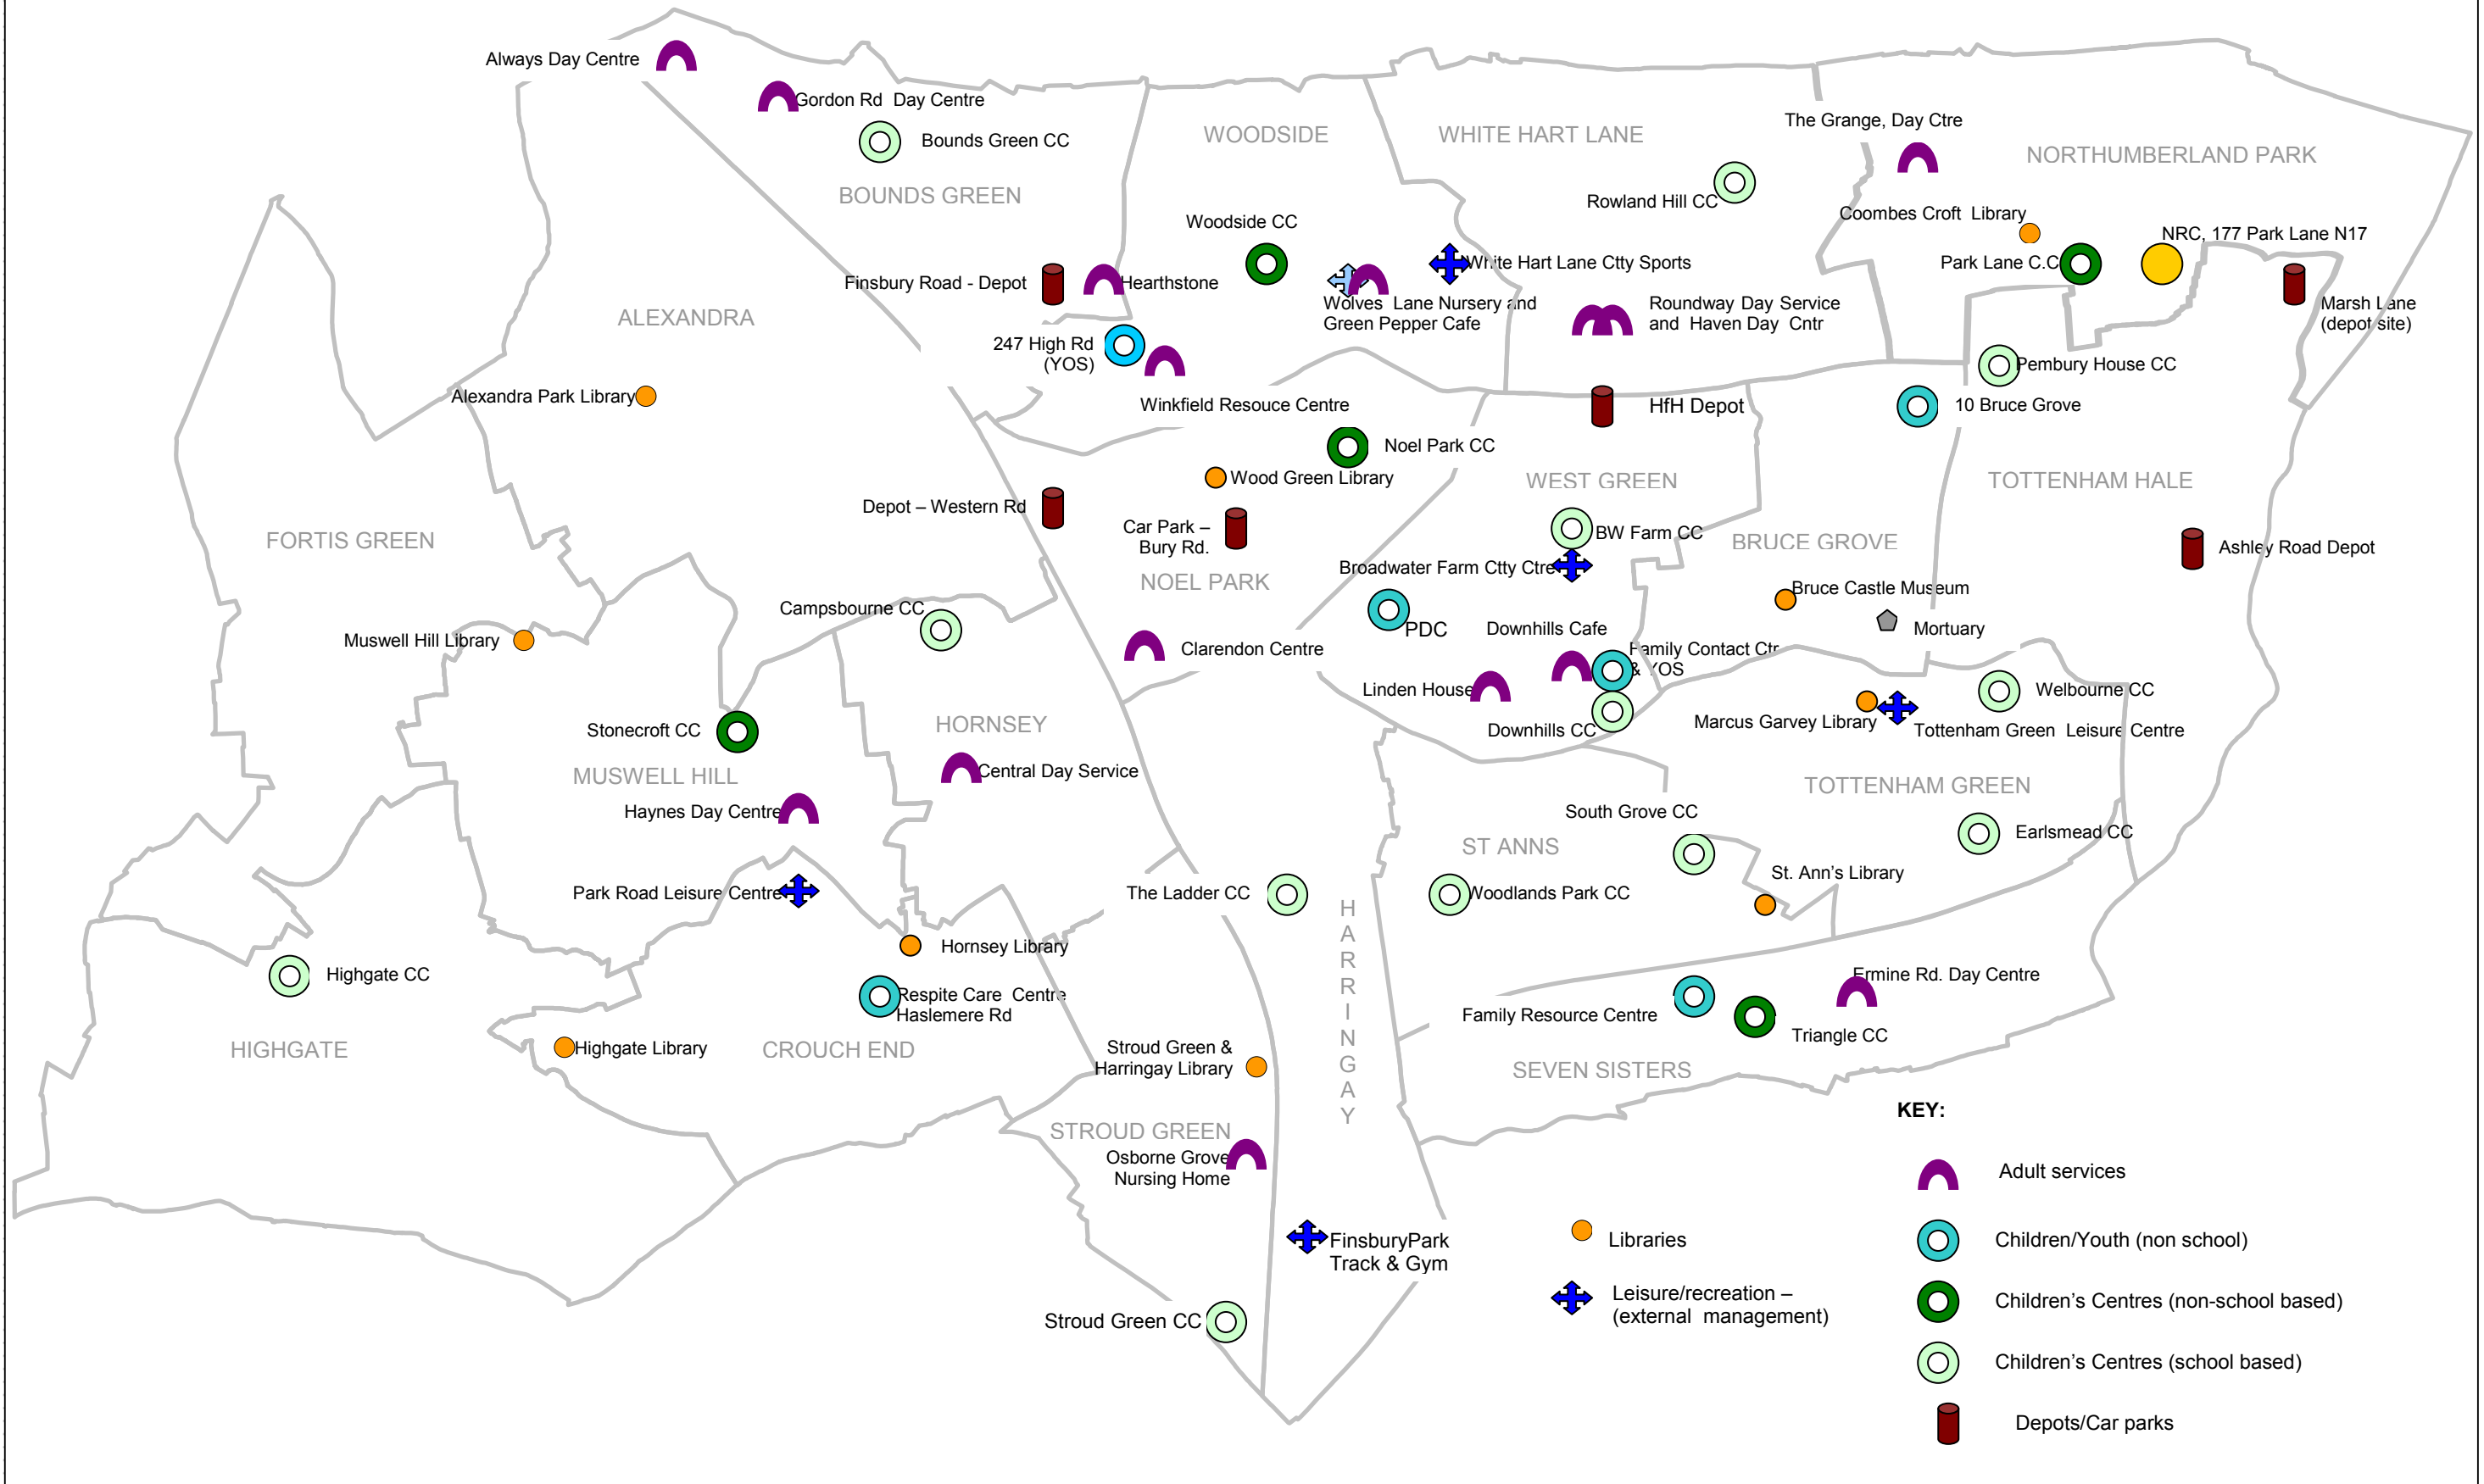 Always Day Centre
Gordon Rd Day Centre
Bounds Green CC
BOUNDS GREEN
WOODSIDE
WHITE HART LANE
The Grange, Day Ctre
NORTHUMBERLAND PARK
Rowland Hill CC
Coombes Croft Library
NRC, 177 Park Lane N17
Park Lane C.C
Marsh Lane
(depot site)
Woodside CC
Finsbury Road - Depot
Hearthstone
White Hart Lane Ctty Sports
Wolves Lane Nursery and
Green Pepper Cafe
Roundway Day Service
and Haven Day Cntr
ALEXANDRA
247 High Rd
(YOS)
Pembury House CC
Alexandra Park Library
Winkfield Resouce Centre
HfH Depot
10 Bruce Grove
Noel Park CC
Wood Green Library
WEST GREEN
TOTTENHAM HALE
Depot – Western Rd
Car Park –
Bury Rd.
BW Farm CC
FORTIS GREEN
BRUCE GROVE
Ashley Road Depot
Broadwater Farm Ctty Ctre
NOEL PARK
Bruce Castle Museum
Campsbourne CC
PDC
Downhills Cafe
Mortuary
Muswell Hill Library
Clarendon Centre
Family Contact Ctr
& YOS
Linden House
Welbourne CC
Stonecroft CC
HORNSEY
Downhills CC
Marcus Garvey Library
Tottenham Green Leisure Centre
MUSWELL HILL
Central Day Service
TOTTENHAM GREEN
Haynes Day Centre
South Grove CC
Earlsmead CC
ST ANNS
St. Ann's Library
Park Road Leisure Centre
The Ladder CC
Woodlands Park CC
H
A
R
R
I
N
G
A
Y
Hornsey Library
Highgate CC
Respite Care Centre
Haslemere Rd
Ermine Rd. Day Centre
Family Resource Centre
Triangle CC
HIGHGATE
Highgate Library
CROUCH END
Stroud Green &
Harringay Library
SEVEN SISTERS
STROUD GREEN
Osborne Grove
Nursing Home
FinsburyPark
Track & Gym
Stroud Green CC
KEY:
Adult services
Libraries
Children/Youth (non school)
Leisure/recreation –
(external management)
Children's Centres (non-school based)
Children's Centres (school based)
Depots/Car parks